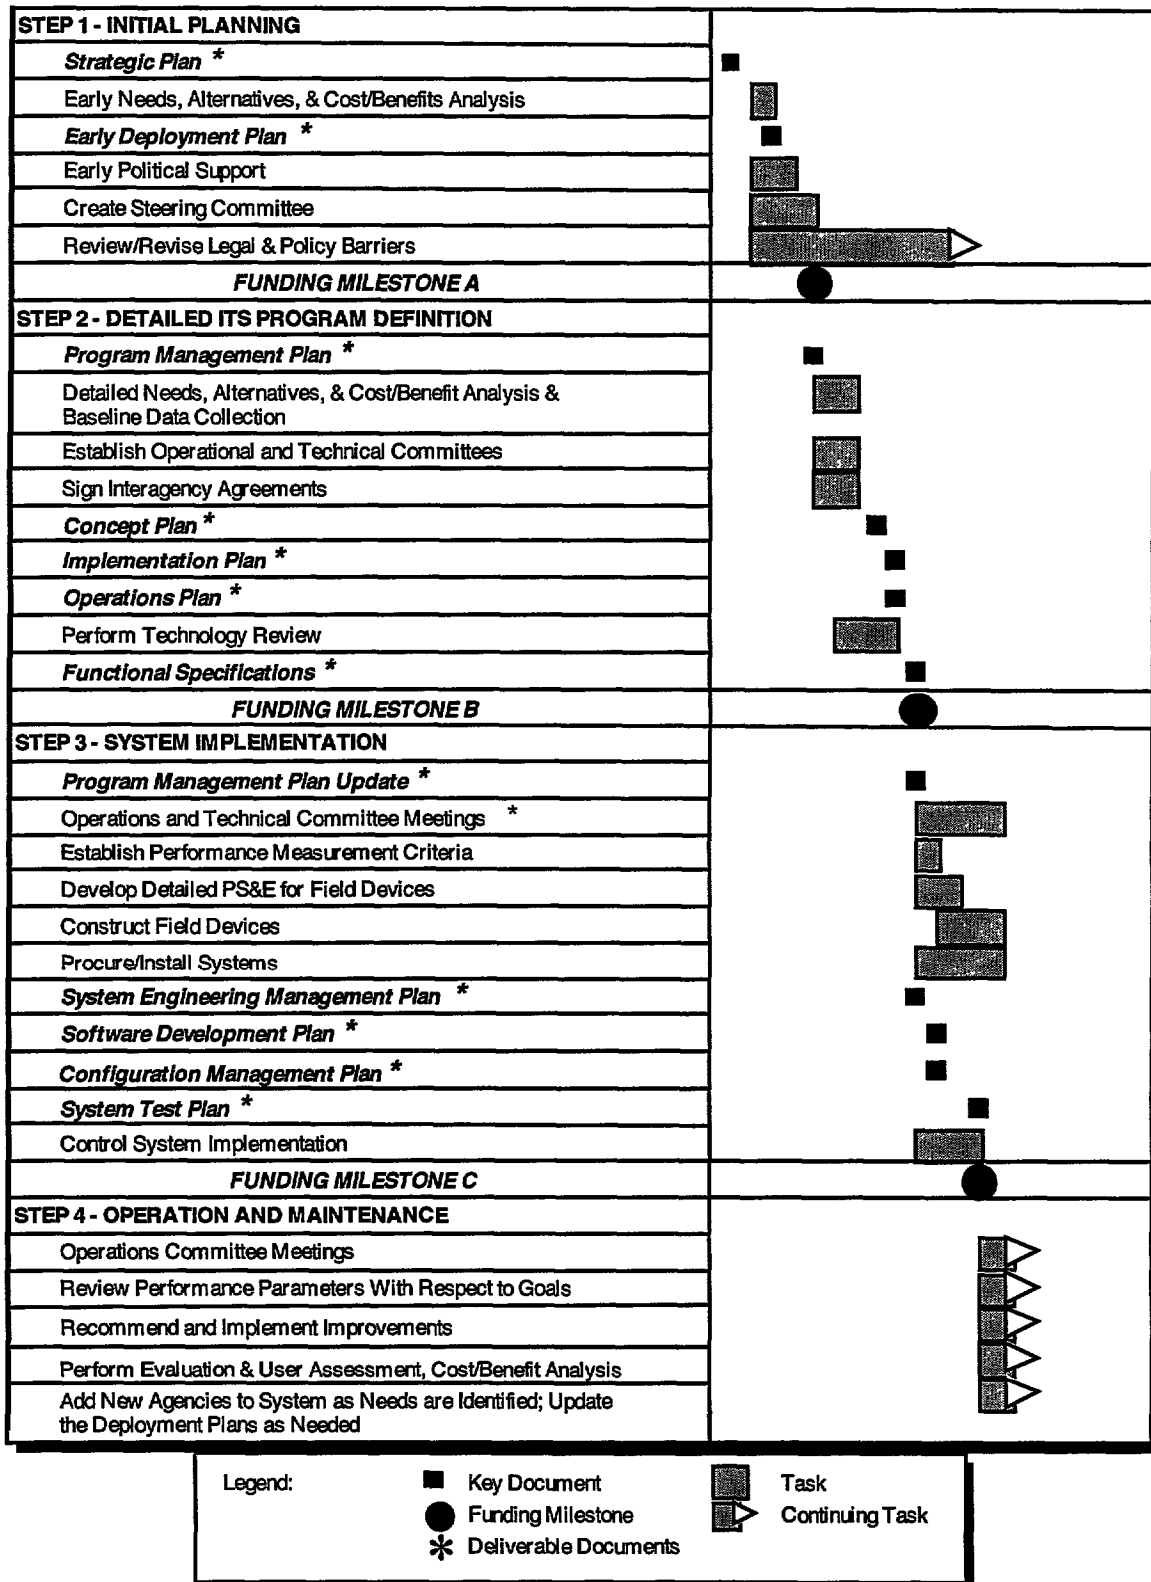 STEP 1 - INITIAL PLANNING
Strategic Plan *
Early Needs, Alternatives, & Cost/Benefits Analysis
Early Deployment Plan *
Early Political Support
Create Steering Committee
Review/Revise Legal & Policy Barriers
FUNDING MILESTONE A
STEP 2 - DETAILED ITS PROGRAM DEFINITION
Program Management Plan *
Detailed Needs, Alternatives, & Cost/Benefit Analysis &
Baseline Data Collection
Establish Operational and Technical Committees
Sign Interagency Agreements
Concept Plan *
Implementation Plan *
Operations Plan *
Perform Technology Review
Functional Specifications *
FUNDING MILESTONE B
STEP 3 - SYSTEM IMPLEMENTATION
Program Management Plan Update *
Operations and Technical Committee Meetings *
Establish Performance Measurement Criteria
Develop Detailed PS&E for Field Devices
Construct Field Devices
Procure/Install Systems
System Engineering Management Plan *
Software Development Plan *
Configuration Management Plan *
System Test Plan *
Control System Implementation
FUNDING MILESTONE C
STEP 4 - OPERATION AND MAINTENANCE
Operations Committee Meetings
Review Performance Parameters With Respect to Goals
Recommend and Implement Improvements
Perform Evaluation & User Assessment, Cost/Benefit Analysis
Add New Agencies to System as Needs are Identified; Update
the Deployment Plans as Needed
Legend:
Key Document
Task
Funding Milestone
Continuing Task
* Deliverable Documents